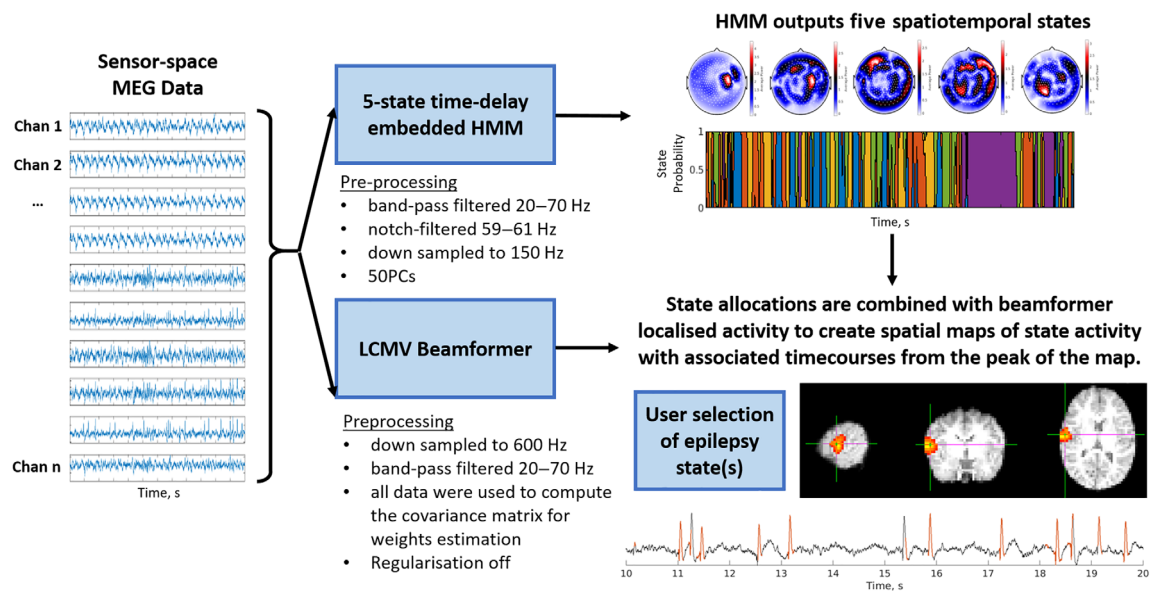 Sensor-space
MEG Data
Chan 1
Chan 2
...
Chan n
Time, s
5-state time-delay
embedded HMM
Pre-processing
• band-pass filtered 20–70 Hz
• notch-filtered 59–61 Hz
• down sampled to 150 Hz
• 50PCs
LCMV Beamformer
Preprocessing
• down sampled to 600 Hz
• band-pass filtered 20–70 Hz
• all data were used to compute
the covariance matrix for
weights estimation
• Regularisation off
HMM outputs five spatiotemporal states
State
Probability
1
0.5
0
Time, s
State allocations are combined with beamformer
localised activity to create spatial maps of state activity
with associated timecourses from the peak of the map.
User selection
of epilepsy
state(s)
10 11 12 13 14 15 16 17 18 19 20
Time, s